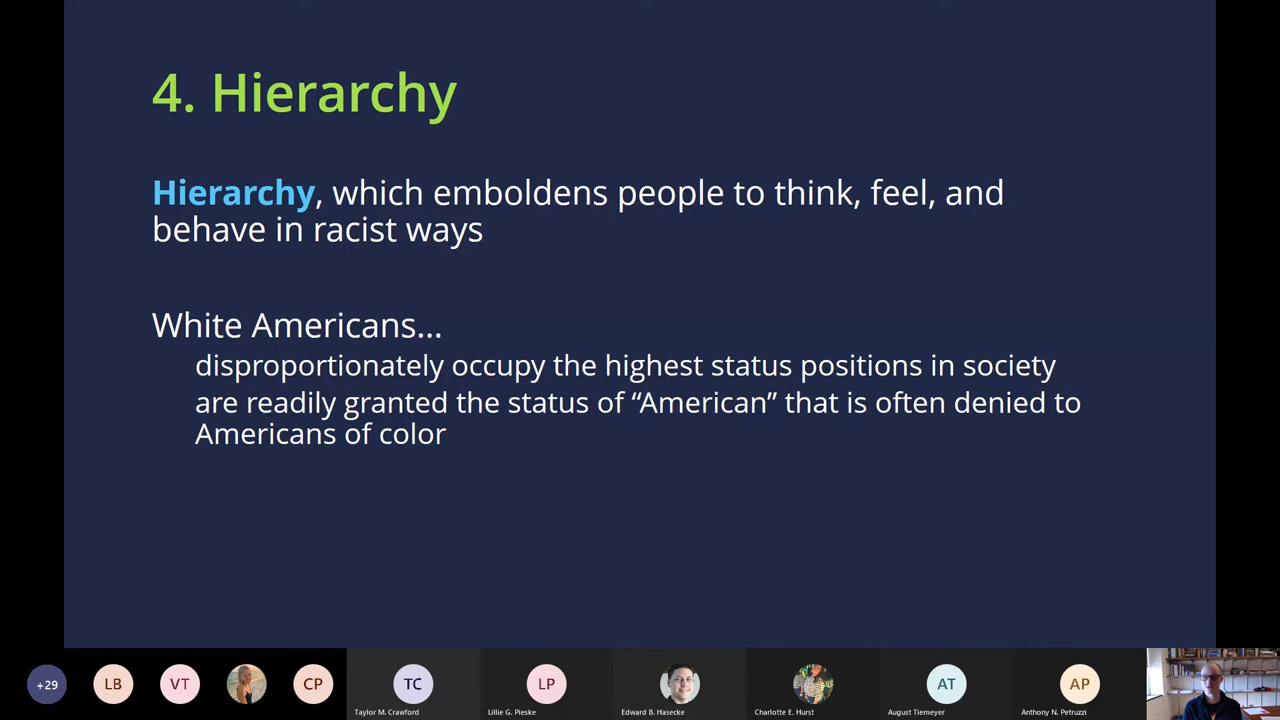 4. Hierarchy
Hierarchy, which emboldens people to think, feel, and
behave in racist ways
White Americans...
disproportionately occupy the highest status positions in society
are readily granted the status of “American” that is often denied to
Americans of color
+29
LB
VT
CP
TC
LP
AT
AP
Taylor M. Crawford
Lillie G. Pieske
Edward B. Hasecke
Charlotte E. Hurst
August Tiemeyer
Anthony N. Petruzzi